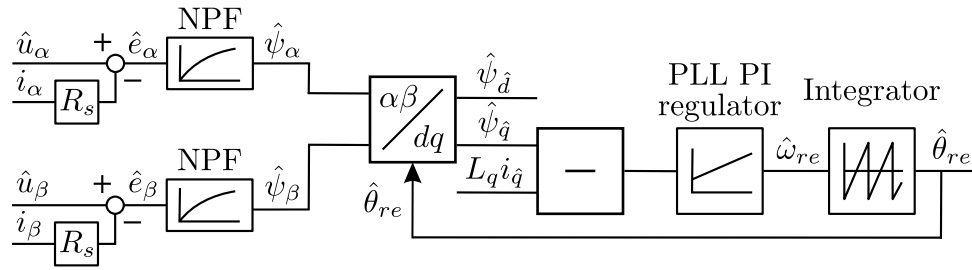 NPF
û_α + ê_α ψ̂_α
i_α R_s −
αβ dq
ψ̂_d̂
ψ̂_q̂
L_q i_q̂
−
PLL PI regulator
ω̂_re
Integrator
θ̂_re
NPF
û_β + ê_β ψ̂_β
i_β R_s −
θ̂_re